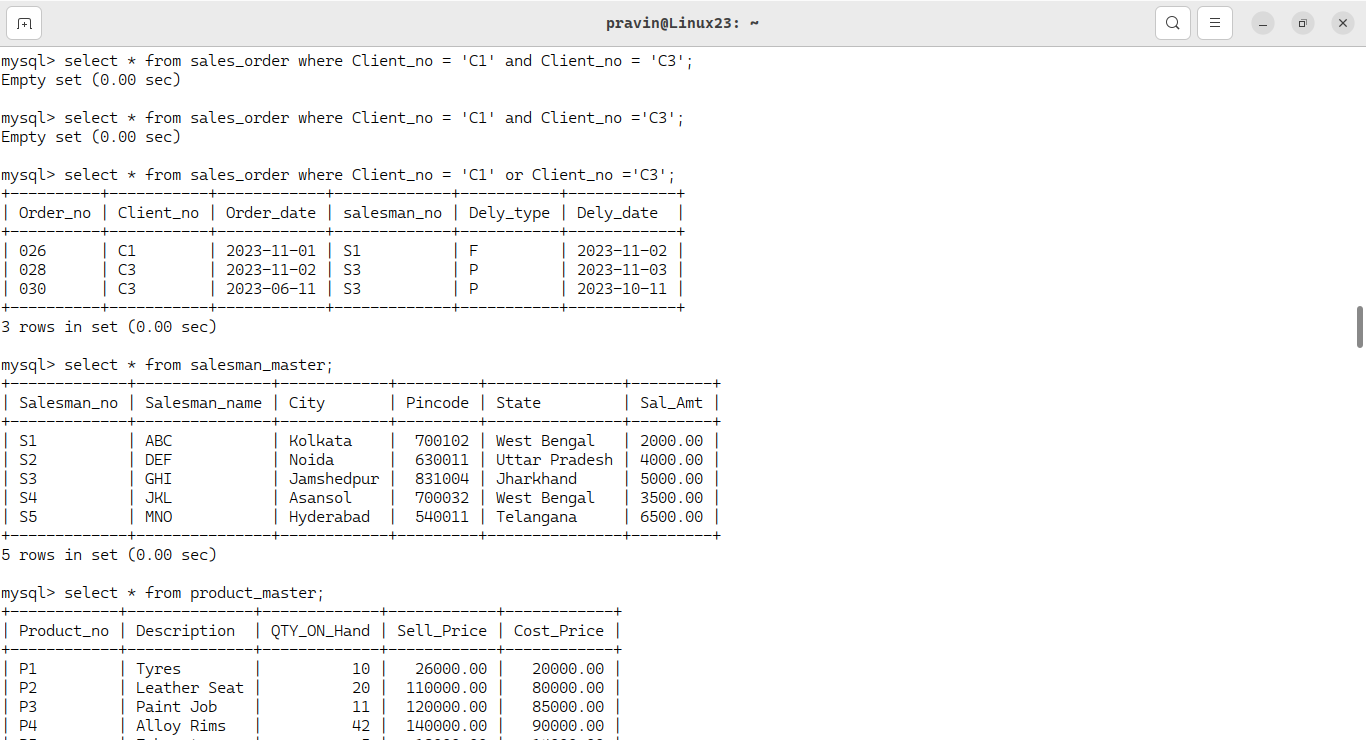 pravin@Linux23: ~
mysql> select * from sales_order where Client_no = 'C1' and Client_no = 'C3';
Empty set (0.00 sec)
mysql> select * from sales_order where Client_no = 'C1' and Client_no ='C3';
Empty set (0.00 sec)
mysql> select * from sales_order where Client_no = 'C1' or Client_no ='C3';
+----------+-----------+------------+-------------+-----------+------------+
| Order_no | Client_no | Order_date | salesman_no | Dely_type | Dely_date  |
+----------+-----------+------------+-------------+-----------+------------+
| 026      | C1        | 2023-11-01 | S1          | F         | 2023-11-02 |
| 028      | C3        | 2023-11-02 | S3          | P         | 2023-11-03 |
| 030      | C3        | 2023-06-11 | S3          | P         | 2023-10-11 |
+----------+-----------+------------+-------------+-----------+------------+
3 rows in set (0.00 sec)
mysql> select * from salesman_master;
+-------------+---------------+------------+---------+---------------+---------+
| Salesman_no | Salesman_name | City       | Pincode | State         | Sal_Amt |
+-------------+---------------+------------+---------+---------------+---------+
| S1          | ABC           | Kolkata    |  700102 | West Bengal   | 2000.00 |
| S2          | DEF           | Noida      |  630011 | Uttar Pradesh | 4000.00 |
| S3          | GHI           | Jamshedpur |  831004 | Jharkhand     | 5000.00 |
| S4          | JKL           | Asansol    |  700032 | West Bengal   | 3500.00 |
| S5          | MNO           | Hyderabad  |  540011 | Telangana     | 6500.00 |
+-------------+---------------+------------+---------+---------------+---------+
5 rows in set (0.00 sec)
mysql> select * from product_master;
+------------+--------------+-------------+------------+------------+
| Product_no | Description  | QTY_ON_Hand | Sell_Price | Cost_Price |
+------------+--------------+-------------+------------+------------+
| P1         | Tyres        |          10 |   26000.00 |   20000.00 |
| P2         | Leather Seat |          20 |  110000.00 |   80000.00 |
| P3         | Paint Job    |          11 |  120000.00 |   85000.00 |
| P4         | Alloy Rims   |          42 |  140000.00 |   90000.00 |